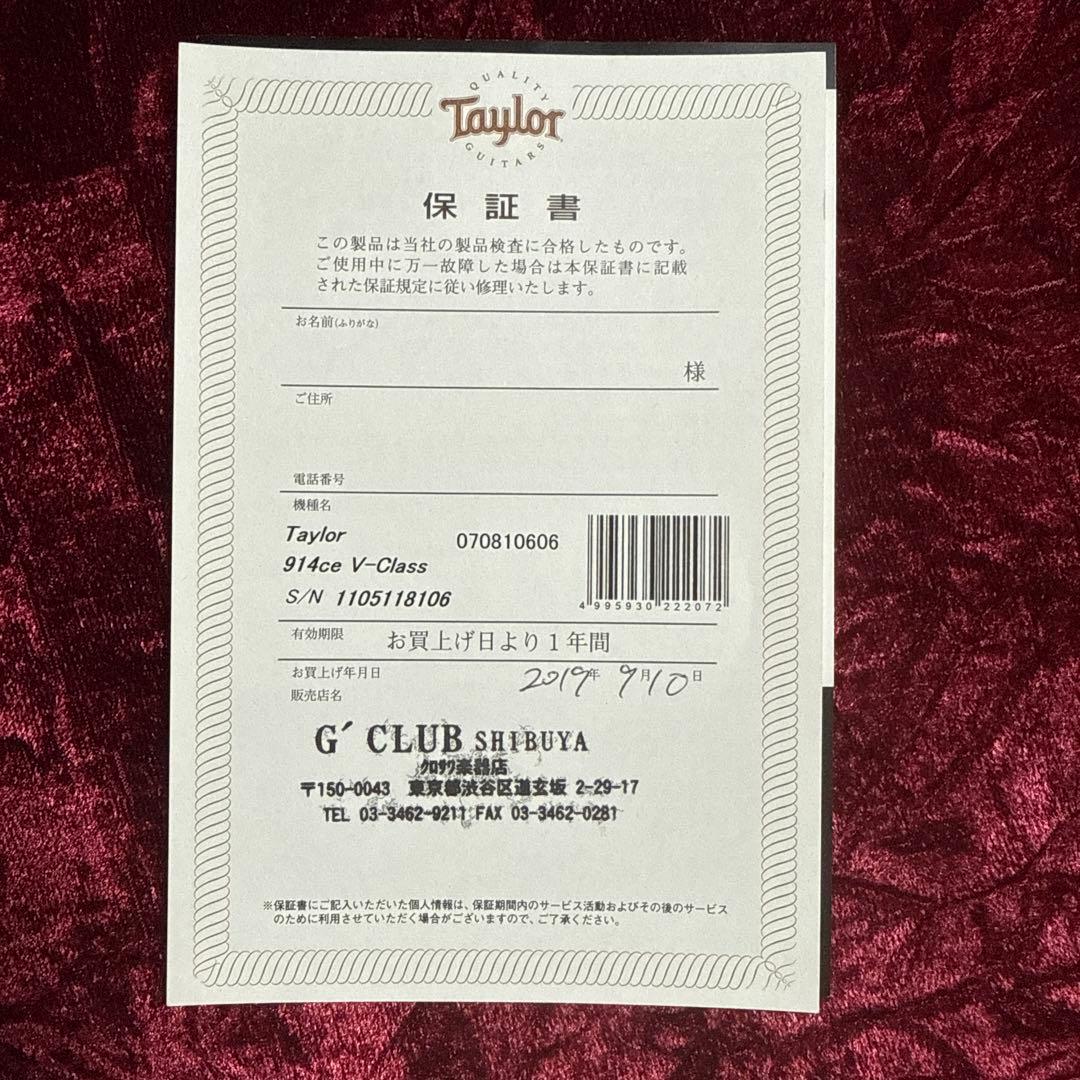 QUALITY
Taylor
GUITARS
保証書
この製品は当社の製品検査に合格したものです。
ご使用中に万一故障した場合は本保証書に記載
された保証規定に従い修理いたします。
お名前(ふりがな)
様
ご住所
電話番号
機種名
Taylor
070810606
914ce V-Class
S/N 1105118106
4995930222072
有効期限 お買上げ日より1年間
お買上げ年月日 2019年 9月10日
販売店名
G' CLUB SHIBUYA
クロサワ楽器店
〒150-0043 東京都渋谷区道玄坂 2-29-17
TEL 03-3462-9211 FAX 03-3462-0281
※保証書にご記入いただいた個人情報は、保証期間内のサービス活動およびその後のサービス
のために利用させていただく場合がございますので、ご了承ください。